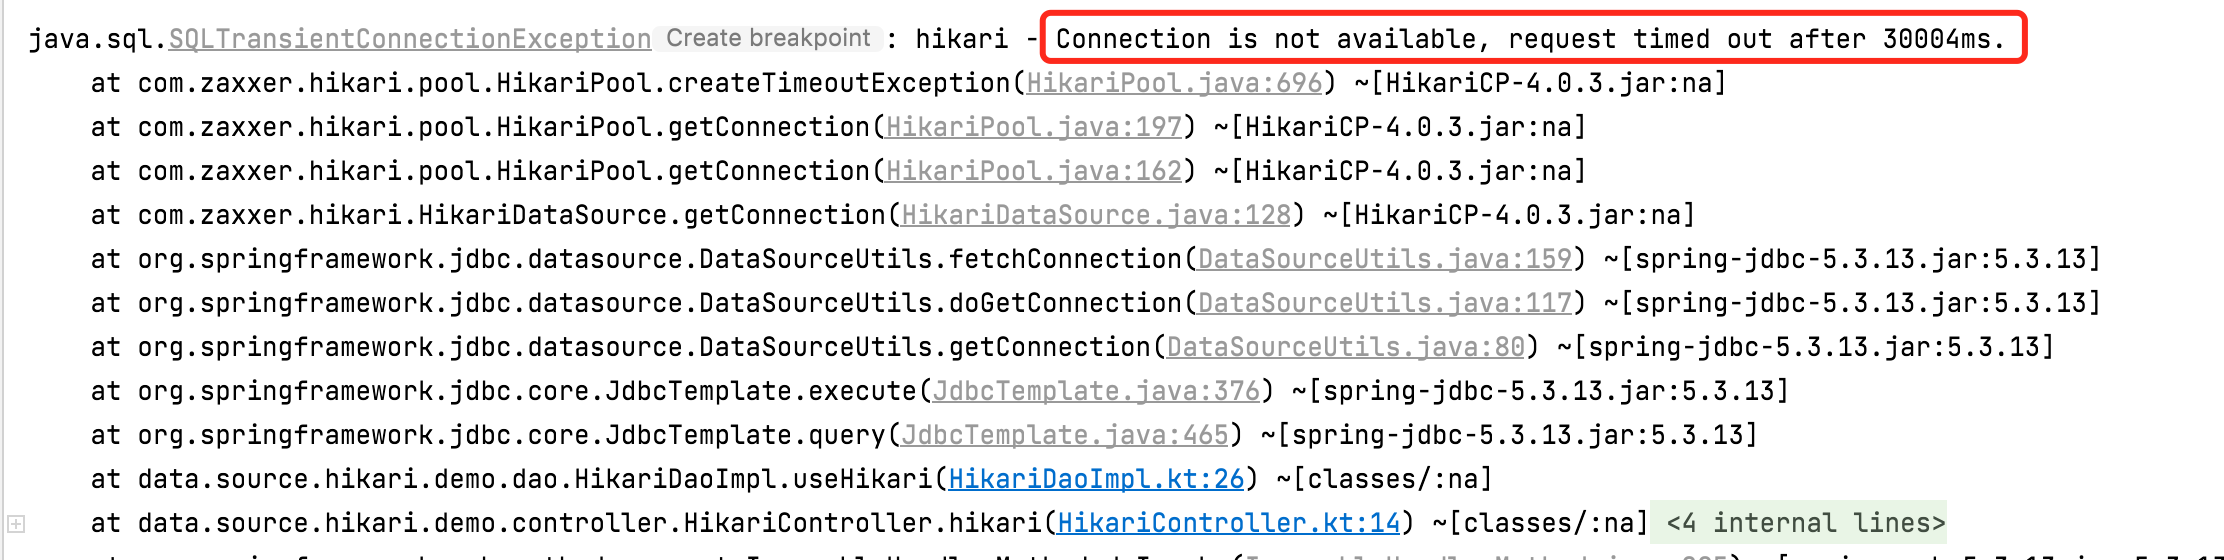 java.sql.SQLTransientConnectionException Create breakpoint : hikari - Connection is not available, request timed out after 30004ms.
at com.zaxxer.hikari.pool.HikariPool.createTimeoutException(HikariPool.java:696) ~[HikariCP-4.0.3.jar:na]
at com.zaxxer.hikari.pool.HikariPool.getConnection(HikariPool.java:197) ~[HikariCP-4.0.3.jar:na]
at com.zaxxer.hikari.pool.HikariPool.getConnection(HikariPool.java:162) ~[HikariCP-4.0.3.jar:na]
at com.zaxxer.hikari.HikariDataSource.getConnection(HikariDataSource.java:128) ~[HikariCP-4.0.3.jar:na]
at org.springframework.jdbc.datasource.DataSourceUtils.fetchConnection(DataSourceUtils.java:159) ~[spring-jdbc-5.3.13.jar:5.3.13]
at org.springframework.jdbc.datasource.DataSourceUtils.doGetConnection(DataSourceUtils.java:117) ~[spring-jdbc-5.3.13.jar:5.3.13]
at org.springframework.jdbc.datasource.DataSourceUtils.getConnection(DataSourceUtils.java:80) ~[spring-jdbc-5.3.13.jar:5.3.13]
at org.springframework.jdbc.core.JdbcTemplate.execute(JdbcTemplate.java:376) ~[spring-jdbc-5.3.13.jar:5.3.13]
at org.springframework.jdbc.core.JdbcTemplate.query(JdbcTemplate.java:465) ~[spring-jdbc-5.3.13.jar:5.3.13]
at data.source.hikari.demo.dao.HikariDaoImpl.useHikari(HikariDaoImpl.kt:26) ~[classes/:na]
at data.source.hikari.demo.controller.HikariController.hikari(HikariController.kt:14) ~[classes/:na] <4 internal lines>